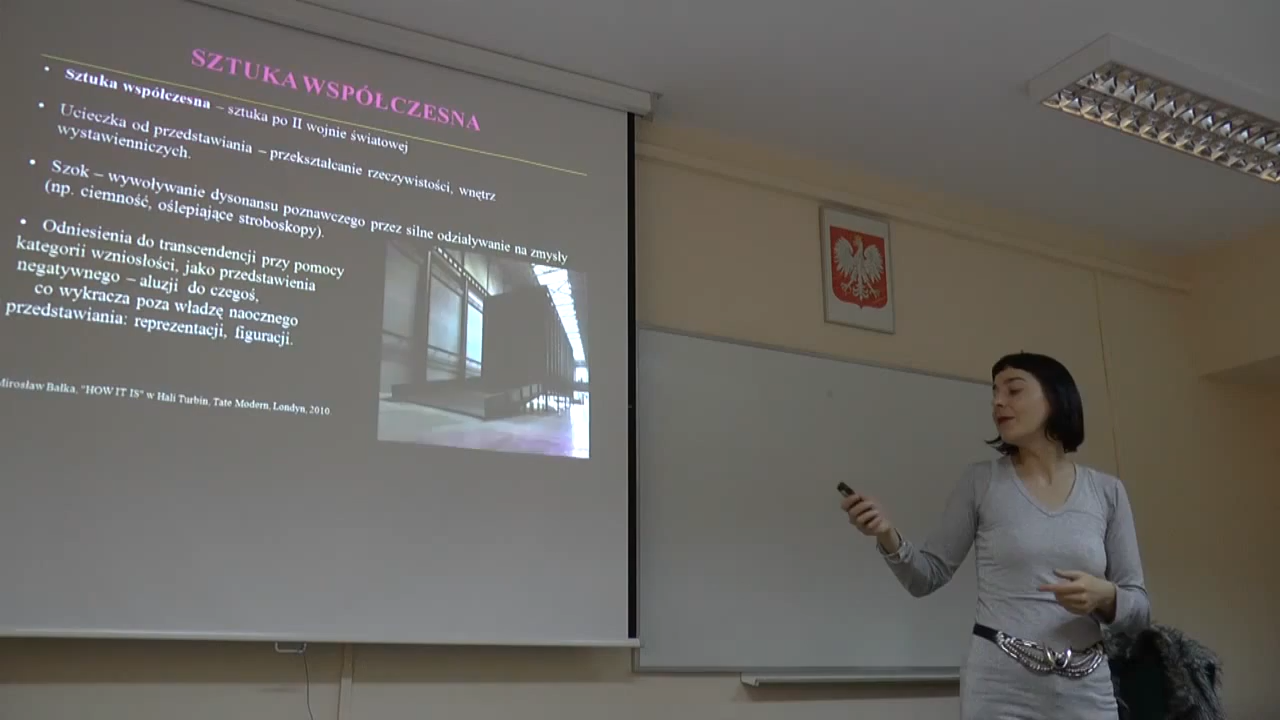 SZTUKA WSPÓŁCZESNA
• Sztuka współczesna – sztuka po II wojnie światowej
• Ucieczka od przedstawiania – przekształcanie rzeczywistości, wnętrz
wystawienniczych.
• Szok – wywoływanie dysonansu poznawczego przez silne odziaływanie na zmysły
(np. ciemność, oślepiające stroboskopy).
• Odniesienia do transcendencji przy pomocy
kategorii wzniosłości, jako przedstawienia
negatywnego – aluzji do czegoś,
co wykracza poza władzę naocznego
przedstawiania: reprezentacji, figuracji.
Mirosław Bałka, "HOW IT IS" w Hali Turbin, Tate Modern, Londyn, 2010.